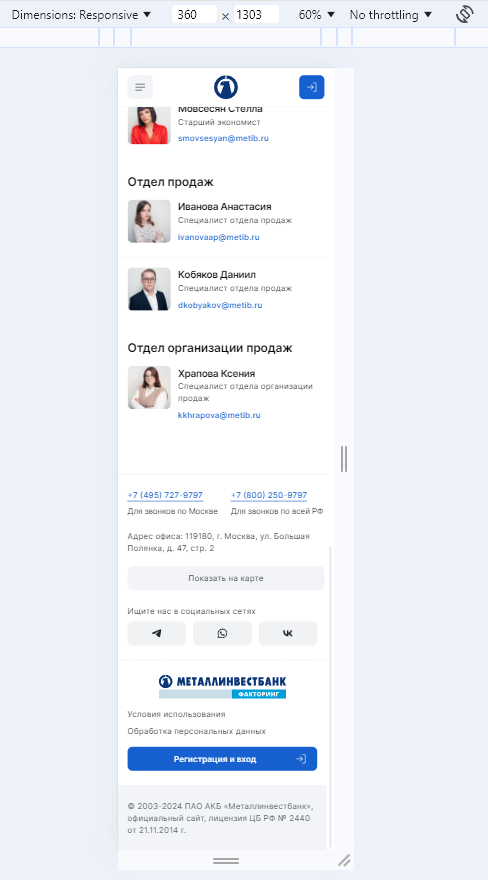 Dimensions: Responsive 360 × 1303 60% No throttling
Мовсесян Стелла
Старший экономист
smovsesyan@metib.ru
Отдел продаж
Иванова Анастасия
Специалист отдела продаж
ivanovaap@metib.ru
Кобяков Даниил
Специалист отдела продаж
dkobyakov@metib.ru
Отдел организации продаж
Храпова Ксения
Специалист отдела организации
продаж
kkhrapova@metib.ru
+7 (495) 727-9797 +7 (800) 250-9797
Для звонков по Москве Для звонков по всей РФ
Адрес офиса: 119180, г. Москва, ул. Большая
Полянка, д. 47, стр. 2
Показать на карте
Ищите нас в социальных сетях
МЕТАЛЛИНВЕСТБАНК
ФАКТОРИНГ
Условия использования
Обработка персональных данных
Регистрация и вход
© 2003-2024 ПАО АКБ «Металлинвестбанк»,
официальный сайт, лицензия ЦБ РФ № 2440
от 21.11.2014 г.